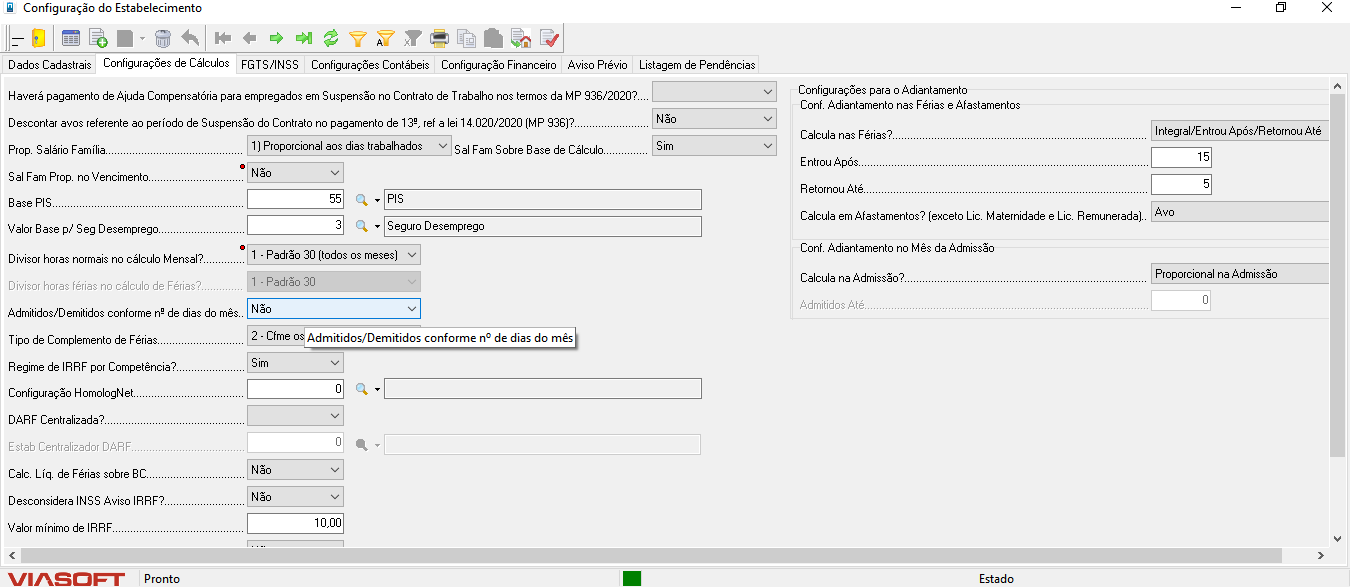 Configuração do Estabelecimento
Dados Cadastrais Configurações de Cálculos FGTS/INSS Configurações Contábeis Configuração Financeiro Aviso Prévio Listagem de Pendências
Haverá pagamento de Ajuda Compensatória para empregados em Suspensão no Contrato de Trabalho nos termos da MP 936/2020?....
Descontar avos referente ao período de Suspensão do Contrato no pagamento de 13º, ref a lei 14.020/2020 (MP 936)?........................ Não
Prop. Salário Família............................................. 1) Proporcional aos dias trabalhados Sal Fam Sobre Base de Cálculo.............. Sim
Sal Fam Prop. no Vencimento............................... Não
Base PIS................................................................ 55 PIS
Valor Base p/ Seg Desemprego........................... 3 Seguro Desemprego
Divisor horas normais no cálculo Mensal?............. 1 - Padrão 30 (todos os meses)
Divisor horas férias no cálculo de Férias?.............. 1 - Padrão 30
Admitidos/Demitidos conforme nº de dias do mês.. Não
Tipo de Complemento de Férias........................... 2 - Cfme os
Admitidos/Demitidos conforme nº de dias do mês
Regime de IRRF por Competência?...................... Sim
Configuração HomologNet.................................... 0
DARF Centralizada?.............................................
Estab Centralizador DARF.................................... 0
Calc. Líq. de Férias sobre BC................................ Não
Desconsidera INSS Aviso IRRF?.......................... Não
Valor mínimo de IRRF........................................... 10,00
Configurações para o Adiantamento
Conf. Adiantamento nas Férias e Afastamentos
Calcula nas Férias?.................................................................. Integral/Entrou Após/Retornou Até
Entrou Após............................................................................. 15
Retornou Até............................................................................ 5
Calcula em Afastamentos? (exceto Lic. Maternidade e Lic. Remunerada).. Avo
Conf. Adiantamento no Mês da Admissão
Calcula na Admissão?............................................................... Proporcional na Admissão
Admitidos Até........................................................................... 0
VIASOFT Pronto Estado